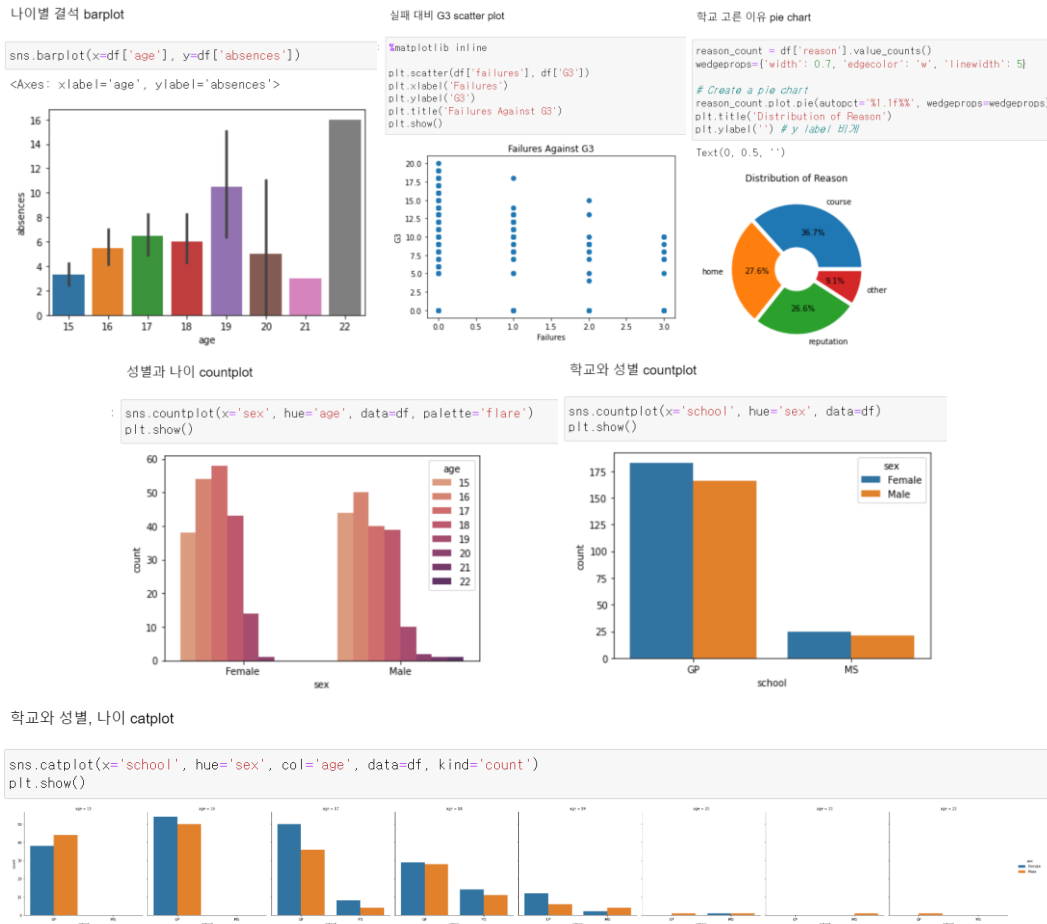 나이별 결석 barplot
sns.barplot(x=df['age'], y=df['absences'])
<Axes: xlabel='age', ylabel='absences'>
16
14
12
10
8
6
4
2
0
absences
15 16 17 18 19 20 21 22
age
실패 대비 G3 scatter plot
%matplotlib inline
plt.scatter(df['failures'], df['G3'])
plt.xlabel('Failures')
plt.ylabel('G3')
plt.title('Failures Against G3')
plt.show()
Failures Against G3
20.0
17.5
15.0
12.5
10.0
7.5
5.0
2.5
0.0
G3
0.0 0.5 1.0 1.5 2.0 2.5 3.0
Failures
학교 고른 이유 pie chart
reason_count = df['reason'].value_counts()
wedgeprops={'width': 0.7, 'edgecolor': 'w', 'linewidth': 5}
# Create a pie chart
reason_count.plot.pie(autopct='%1.1f%%', wedgeprops=wedgeprops)
plt.title('Distribution of Reason')
plt.ylabel('') # y label 비게
Text(0, 0.5, '')
Distribution of Reason
course
36.7%
home
27.6%
9.1%
other
26.6%
reputation
성별과 나이 countplot
: sns.countplot(x='sex', hue='age', data=df, palette='flare')
plt.show()
60
50
40
30
20
10
0
count
age
15
16
17
18
19
20
21
22
Female Male
sex
학교와 성별 countplot
sns.countplot(x='school', hue='sex', data=df)
plt.show()
175
150
125
100
75
50
25
0
count
sex
Female
Male
GP MS
school
학교와 성별, 나이 catplot
sns.catplot(x='school', hue='sex', col='age', data=df, kind='count')
plt.show()